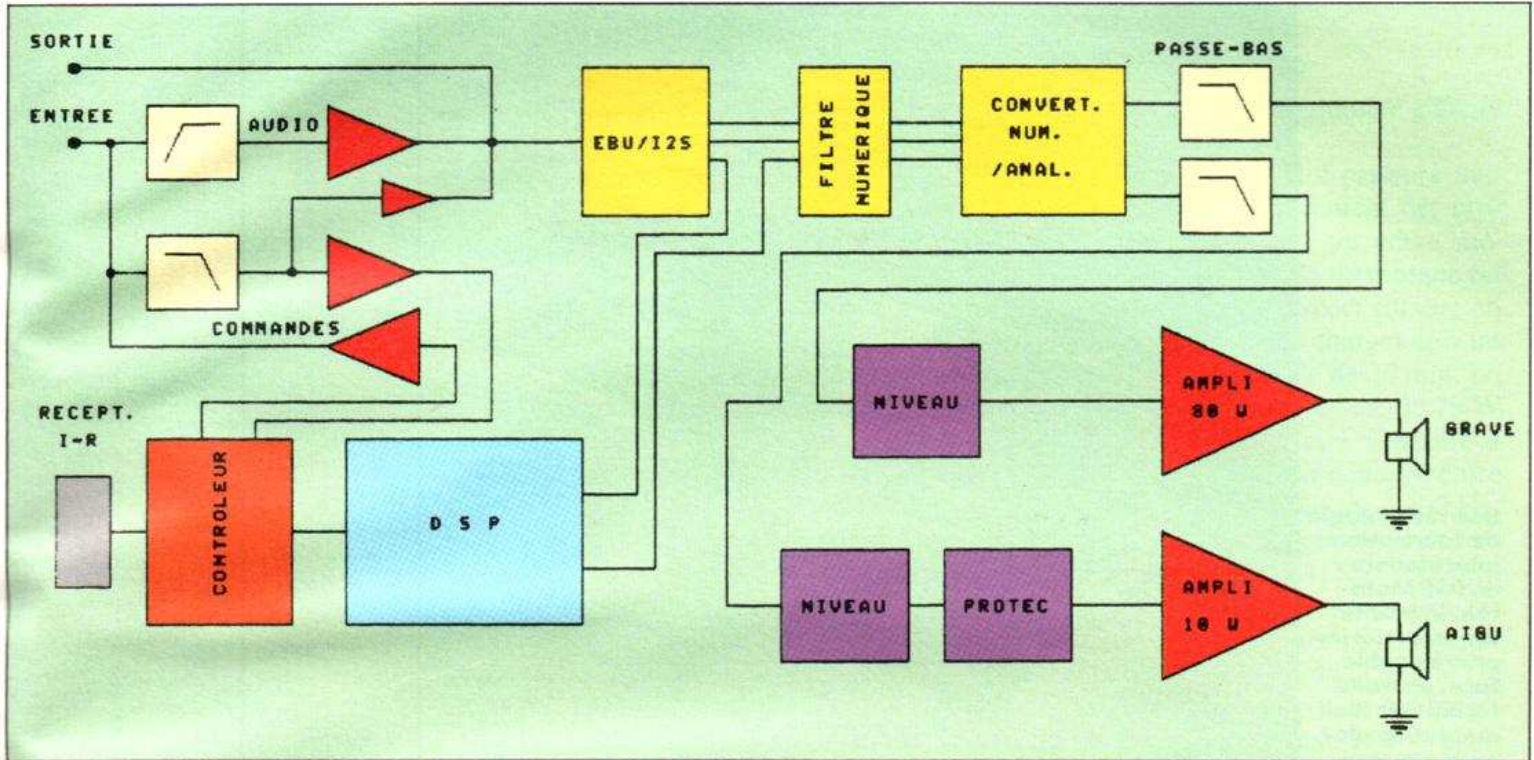 SORTIE
ENTREE
AUDIO
COMMANDES
RECEPT.
I-R
CONTROLEUR
D S P
EBU/I2S
FILTRE
NUMERIQUE
CONVERT.
NUM.
/ANAL.
PASSE-BAS
NIVEAU
AMPLI
80 W
GRAVE
NIVEAU
PROTEC
AMPLI
10 W
AIGU